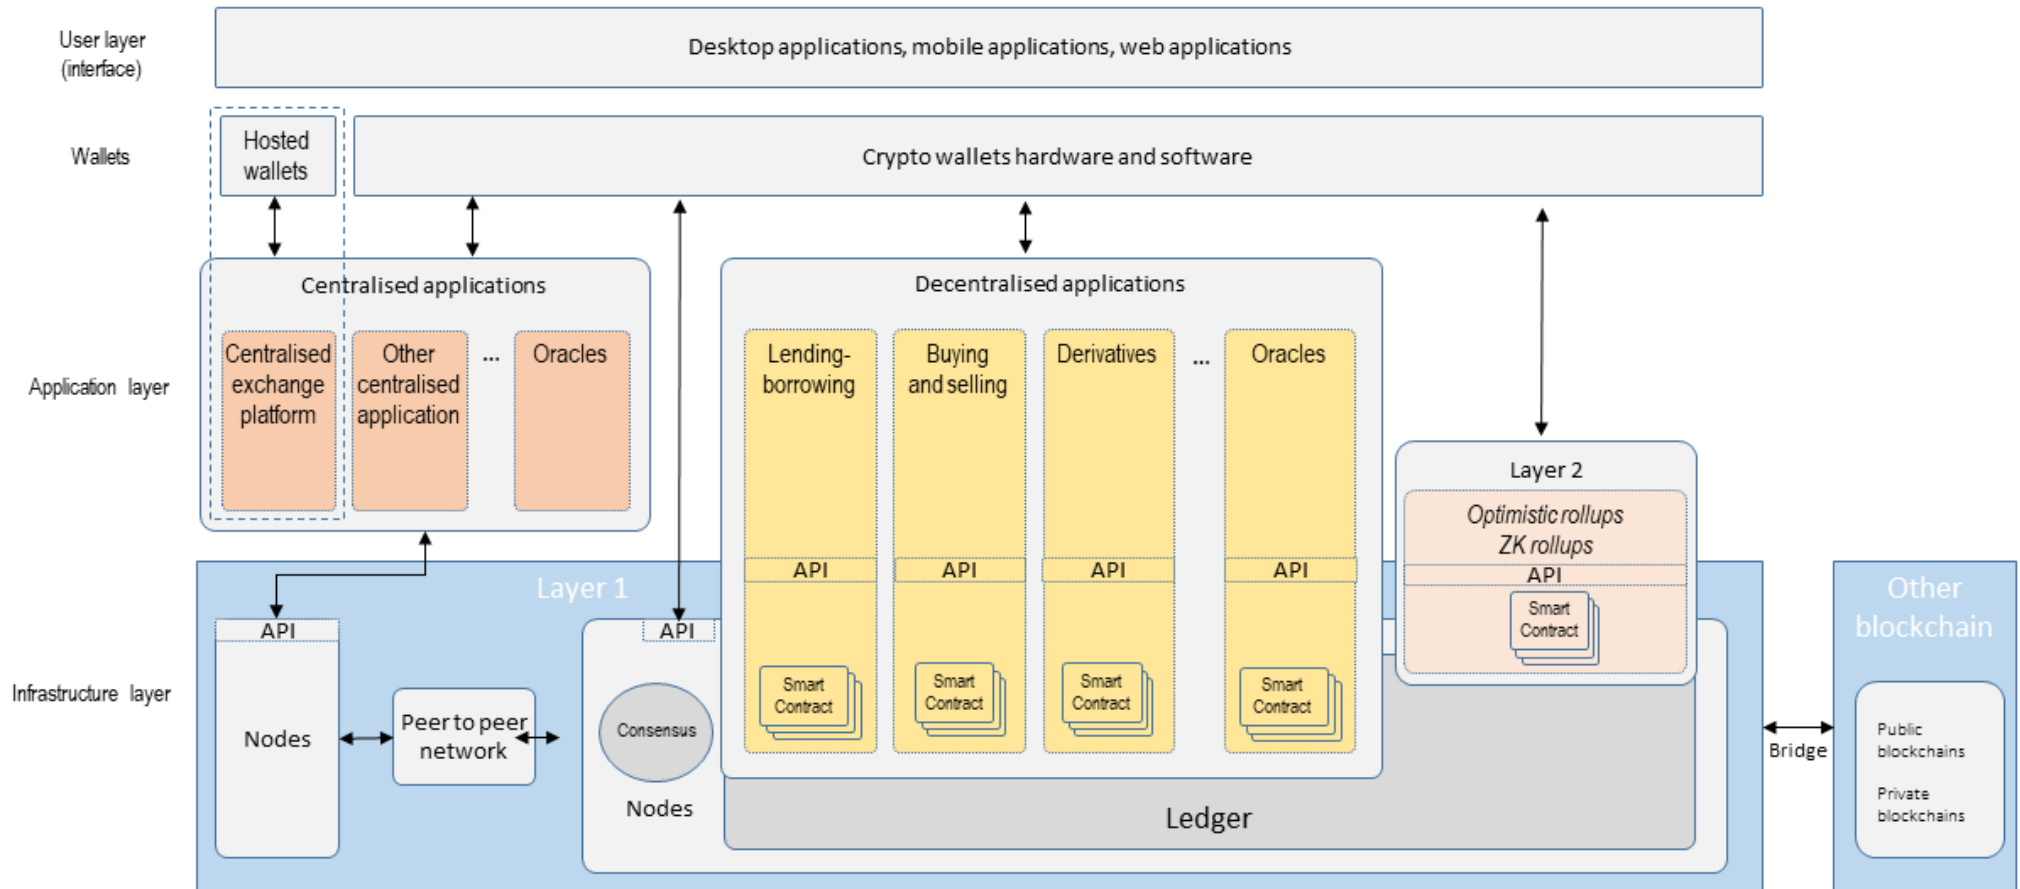 User layer
(interface)
Desktop applications, mobile applications, web applications
Wallets
Hosted
wallets
Crypto wallets hardware and software
Application layer
Centralised applications
Centralised
exchange
platform
Other
centralised
application
...
Oracles
Decentralised applications
Lending-
borrowing
Buying
and selling
Derivatives
...
Oracles
API
API
API
API
Smart
Contract
Smart
Contract
Smart
Contract
Smart
Contract
Layer 2
Optimistic rollups
ZK rollups
API
Smart
Contract
Infrastructure layer
Layer 1
API
Nodes
Peer to peer
network
API
Consensus
Nodes
Ledger
Bridge
Other
blockchain
Public
blockchains
Private
blockchains